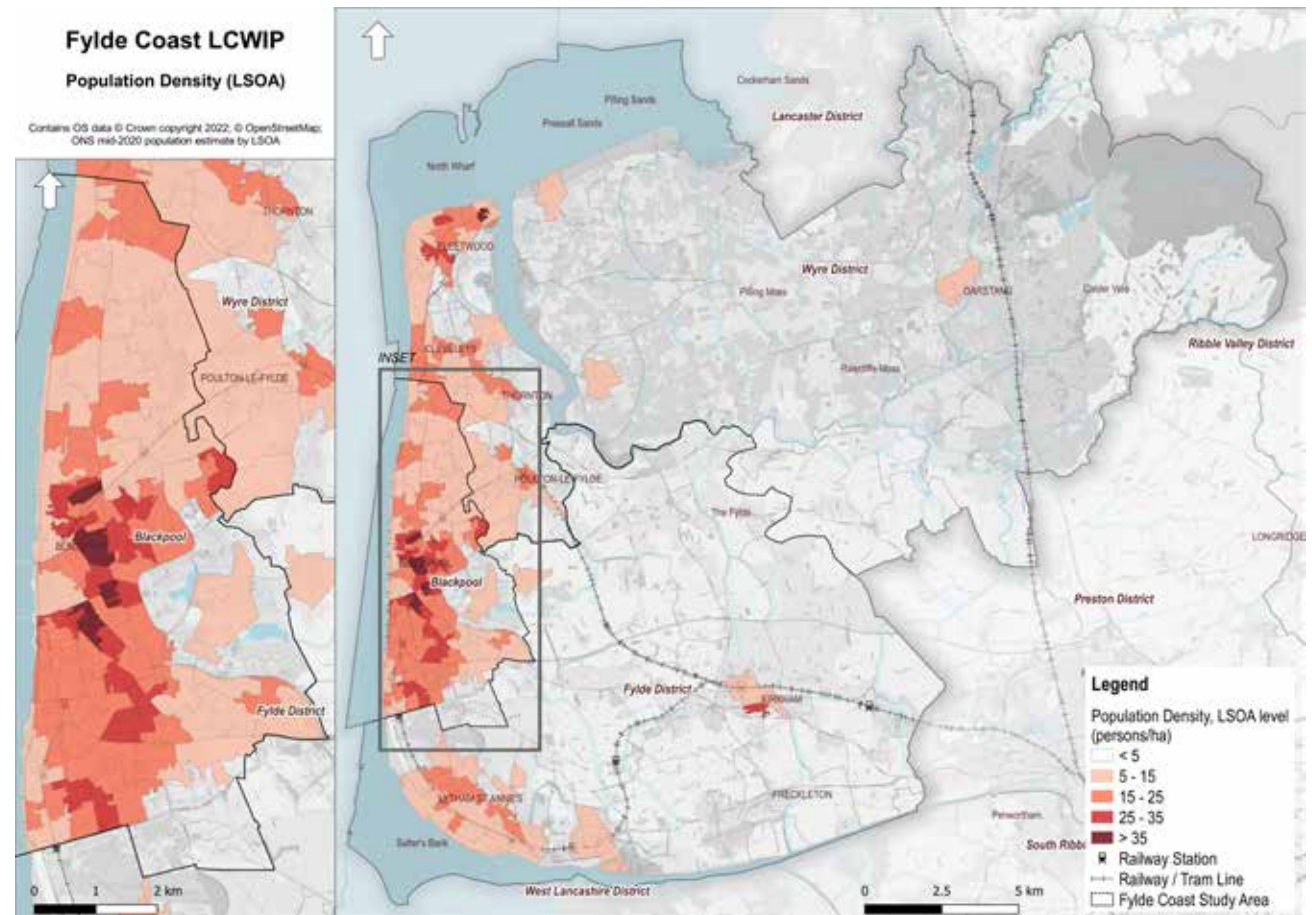 Fylde Coast LCWIP
Population Density (LSOA)
Contains OS data © Crown copyright 2022; © OpenStreetMap;
ONS mid-2020 population estimate by LSOA
THORNTON
Wyre District
POULTON-LE-FYLDE
Blackpool
Fylde District
0 1 2 km
Cockerham Sands
Pilling Sands
Lancaster District
Preesall Sands
North Wharf
FLEETWOOD
Wyre District
Pilling Moss
GARSTANG
Calder Vale
Ribble Valley District
CLEVELEYS
INSET
Rawcliffe Moss
THORNTON
POULTON-LE-FYLDE
The Fylde
LONGRIDGE
Blackpool
Preston District
Fylde District
KIRKHAM
LYTHAM ST ANNE'S
FRECKLETON
Penwortham
Salter's Bank
South Ribb
West Lancashire District
0 2.5 5 km
Legend
Population Density, LSOA level
(persons/ha)
< 5
5 - 15
15 - 25
25 - 35
> 35
Railway Station
Railway / Tram Line
Fylde Coast Study Area